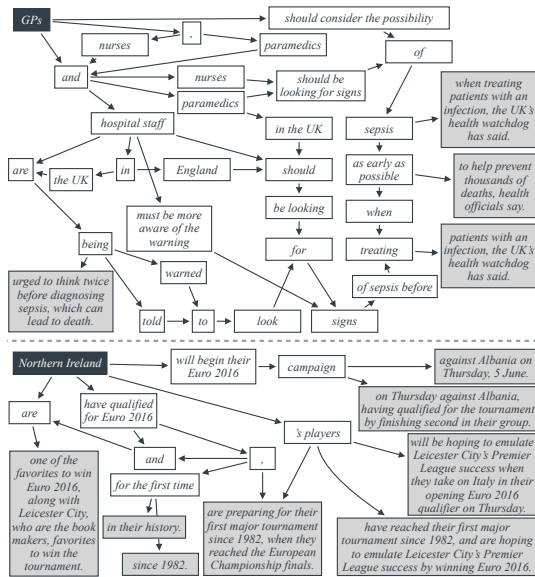 GPs
should consider the possibility
nurses
,
paramedics
of
and
nurses
should be
looking for signs
when treating
patients with an
infection, the UK's
health watchdog
has said.
paramedics
hospital staff
in the UK
sepsis
are
the UK
in
England
should
as early as
possible
to help prevent
thousands of
deaths, health
officials say.
must be more
aware of the
warning
be looking
when
being
for
treating
patients with an
infection, the UK's
health watchdog
has said.
urged to think twice
before diagnosing
sepsis, which can
lead to death.
warned
of sepsis before
told
to
look
signs
Northern Ireland
will begin their
Euro 2016
campaign
against Albania on
Thursday, 5 June.
on Thursday against Albania,
having qualified for the tournament
by finishing second in their group.
are
have qualified
for Euro 2016
's players
will be hoping to emulate
Leicester City's Premier
League success when
they take on Italy in their
opening Euro 2016
qualifier on Thursday.
and
,
one of the
favorites to win
Euro 2016,
along with
Leicester City,
who are the book
makers, favorites
to win the
tournament.
for the first time
in their history.
since 1982.
are preparing for their
first major tournament
since 1982, when they
reached the European
Championship finals.
have reached their first major
tournament since 1982, and are hoping
to emulate Leicester City's Premier
League success by winning Euro 2016.